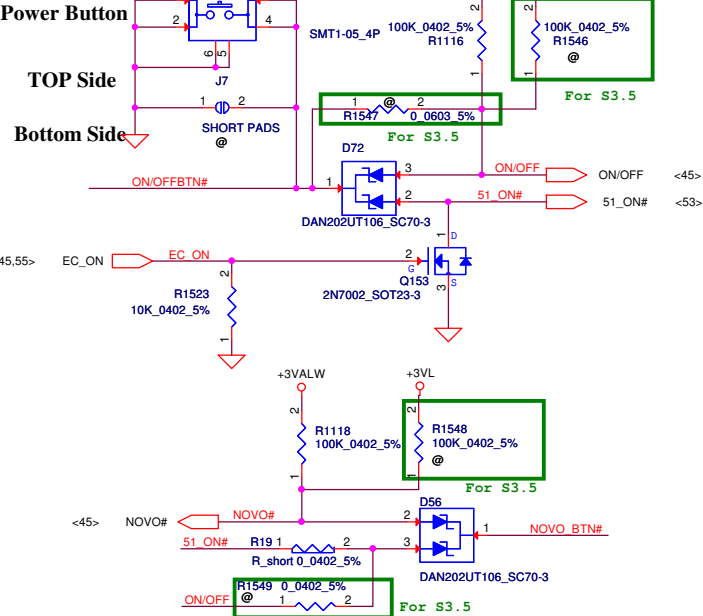 Power Button
2
4
2
2
SMT1-05_4P
100K_0402_5%
R1116
100K_0402_5%
R1546
@
6
5
1
1
TOP Side
J7
For S3.5
1
2
1
@
2
R1547
0_0603_5%
SHORT PADS
@
For S3.5
Bottom Side
D72
ON/OFFBTN#
1
3
ON/OFF
ON/OFF
<45>
2
51_ON#
51_ON#
<53>
DAN202UT106_SC70-3
1
D
45,55>
EC_ON
EC_ON
2
G
2
Q153
S
R1523
10K_0402_5%
2N7002_SOT23-3
3
1
+3VALW
+3VL
2
2
R1118
100K_0402_5%
R1548
100K_0402_5%
@
1
1
For S3.5
D56
<45>
NOVO#
NOVO#
2
1
NOVO_BTN#
51_ON#
R19
1
2
3
R_short 0_0402_5%
DAN202UT106_SC70-3
R1549
0_0402_5%
@
ON/OFF
1
2
For S3.5